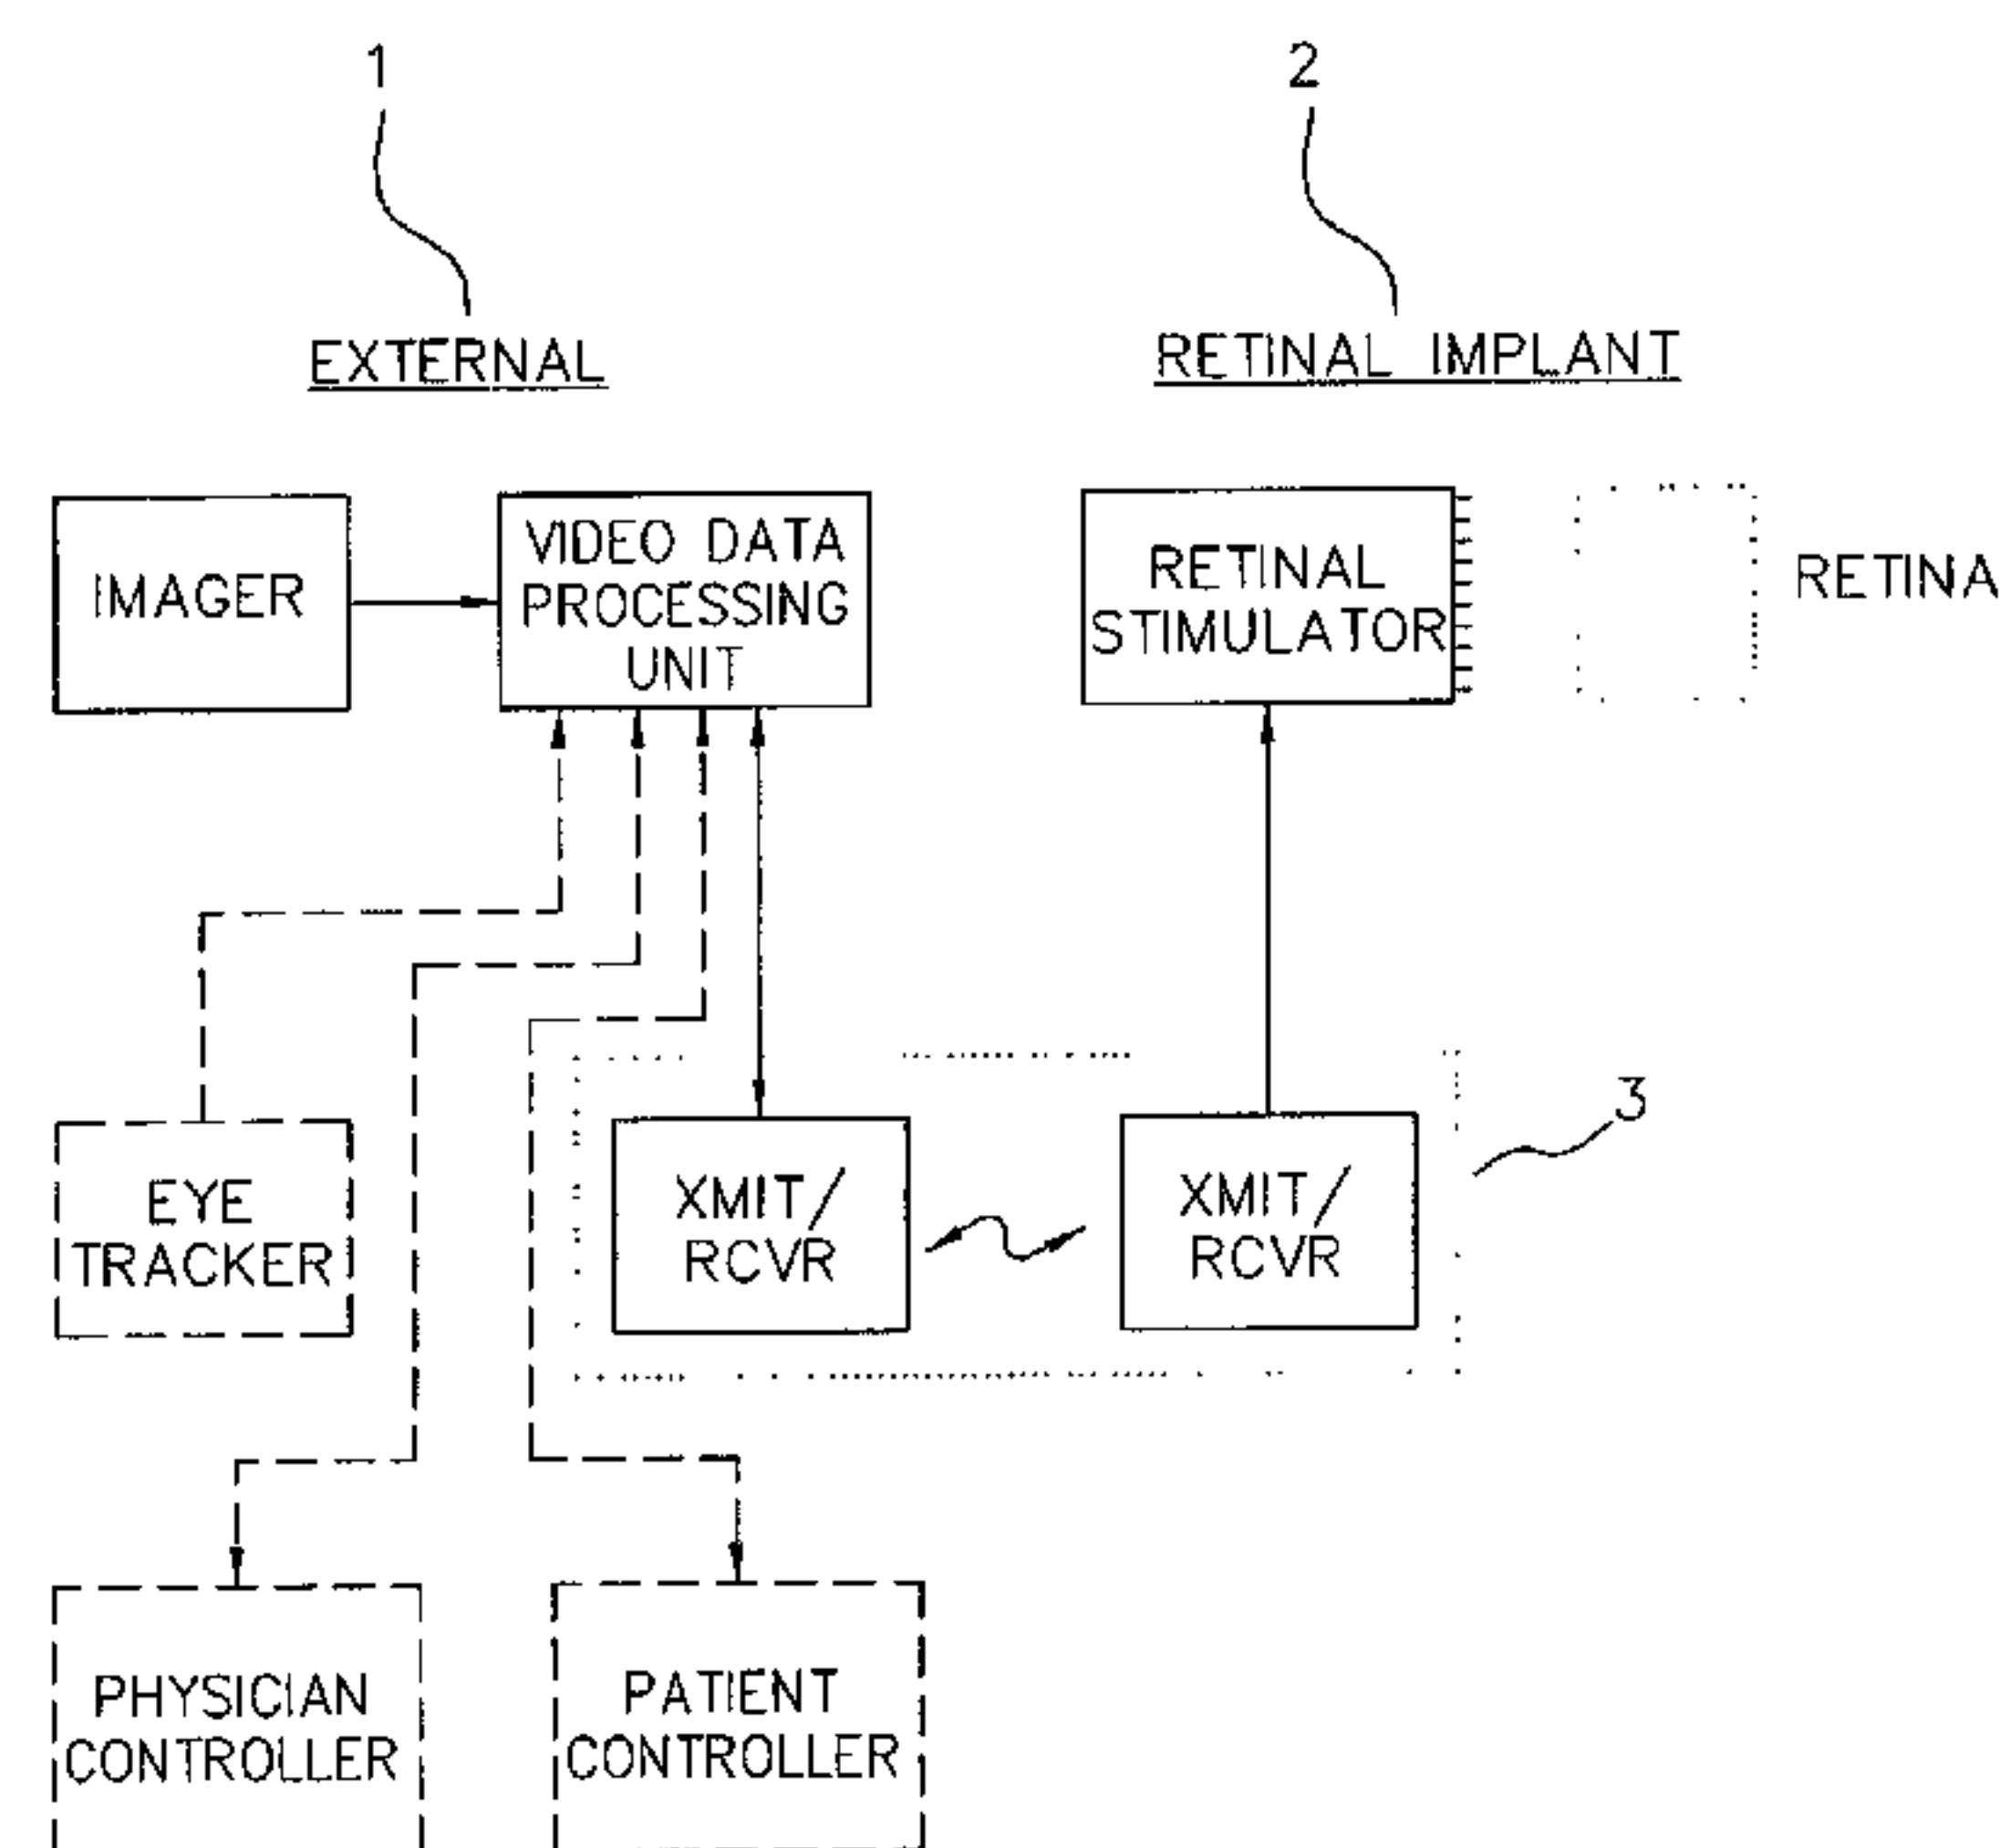 1
2
EXTERNAL
RETINAL IMPLANT
IMAGER
VIDEO DATA
PROCESSING
UNIT
RETINAL
STIMULATOR
RETINA
3
EYE
TRACKER
XMIT/
RCVR
XMIT/
RCVR
PHYSICIAN
CONTROLLER
PATIENT
CONTROLLER